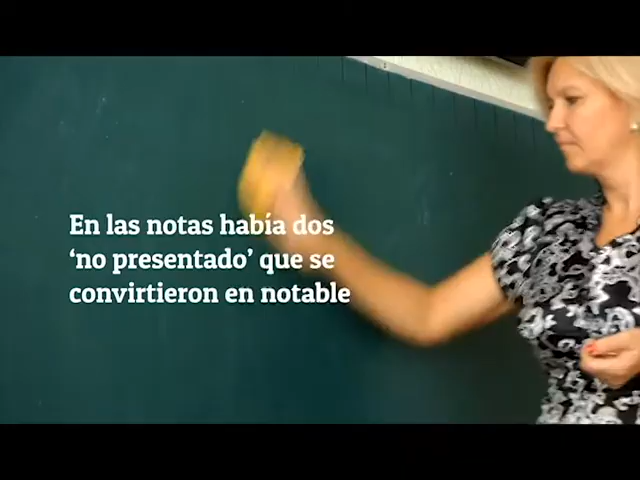 En las notas había dos
‘no presentado’ que se
convirtieron en notable